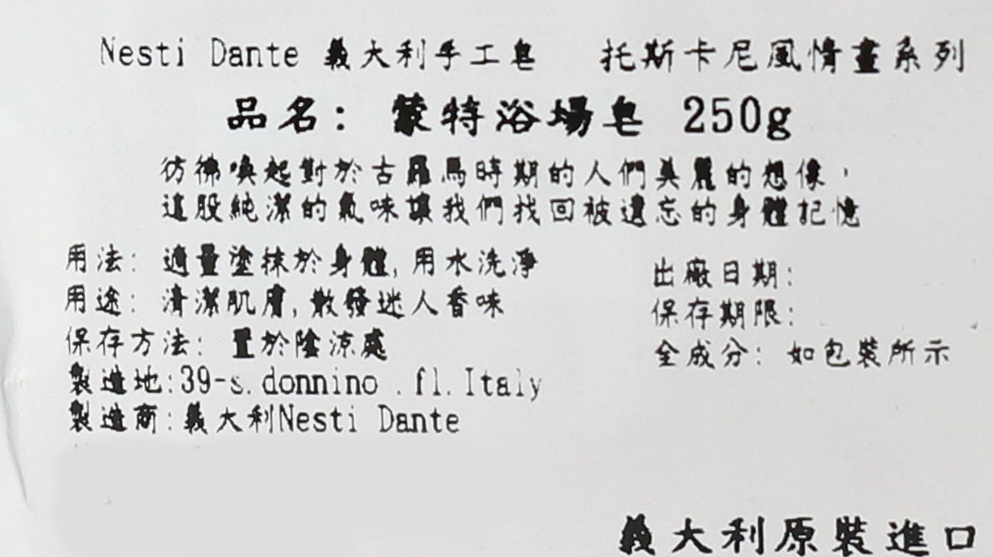 Nesti Dante 義大利手工皂 托斯卡尼風情畫系列
品名: 蒙特浴場皂 250g
彷彿喚起對於古羅馬時期的人們美麗的想像,
這股純潔的氣味讓我們找回被遺忘的身體記憶
用法: 適量塗抹於身體,用水洗淨
用途: 清潔肌膚,散發迷人香味
保存方法: 置於陰涼處
製造地:39-s.donnino .fl.Italy
製造商:義大利Nesti Dante
出廠日期:
保存期限:
全成分: 如包裝所示
義大利原裝進口